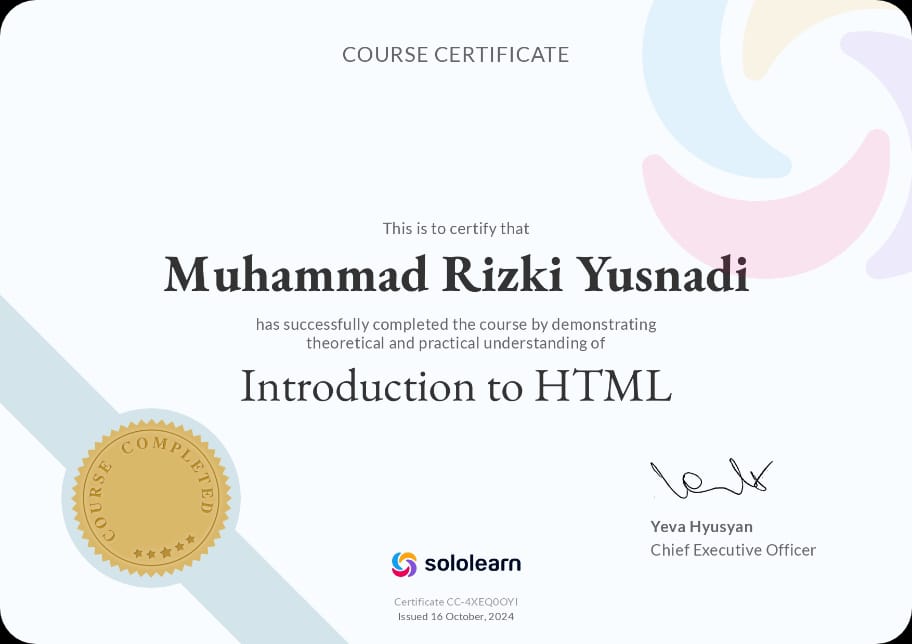 COURSE CERTIFICATE
This is to certify that
Muhammad Rizki Yusnadi
has successfully completed the course by demonstrating
theoretical and practical understanding of
Introduction to HTML
COURSE COMPLETED
Yeva Hyusyan
Chief Executive Officer
sololearn
Certificate CC-4XEQ0OYI
Issued 16 October, 2024